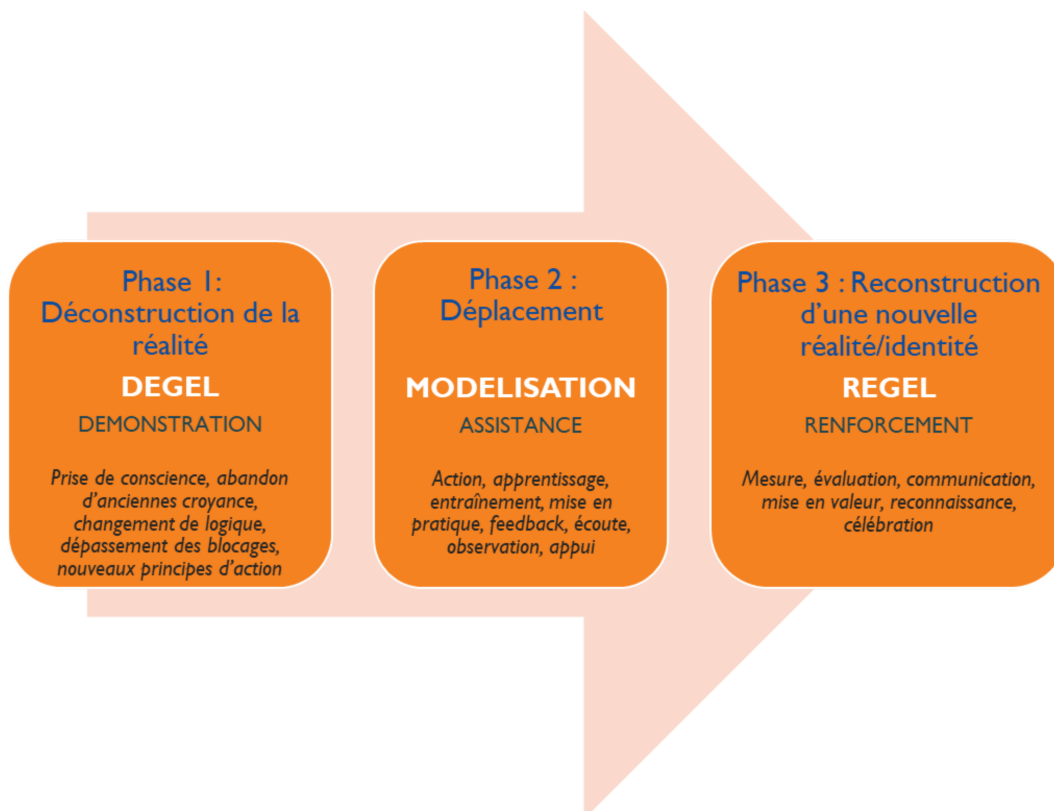 Phase 1:
Déconstruction de la
réalité
DEGEL
DEMONSTRATION
Prise de conscience, abandon
d'anciennes croyance,
changement de logique,
dépassement des blocages,
nouveaux principes d'action
Phase 2 :
Déplacement
MODELISATION
ASSISTANCE
Action, apprentissage,
entraînement, mise en
pratique, feedback, écoute,
observation, appui
Phase 3 : Reconstruction
d'une nouvelle
réalité/identité
REGEL
RENFORCEMENT
Mesure, évaluation, communication,
mise en valeur, reconnaissance,
célébration